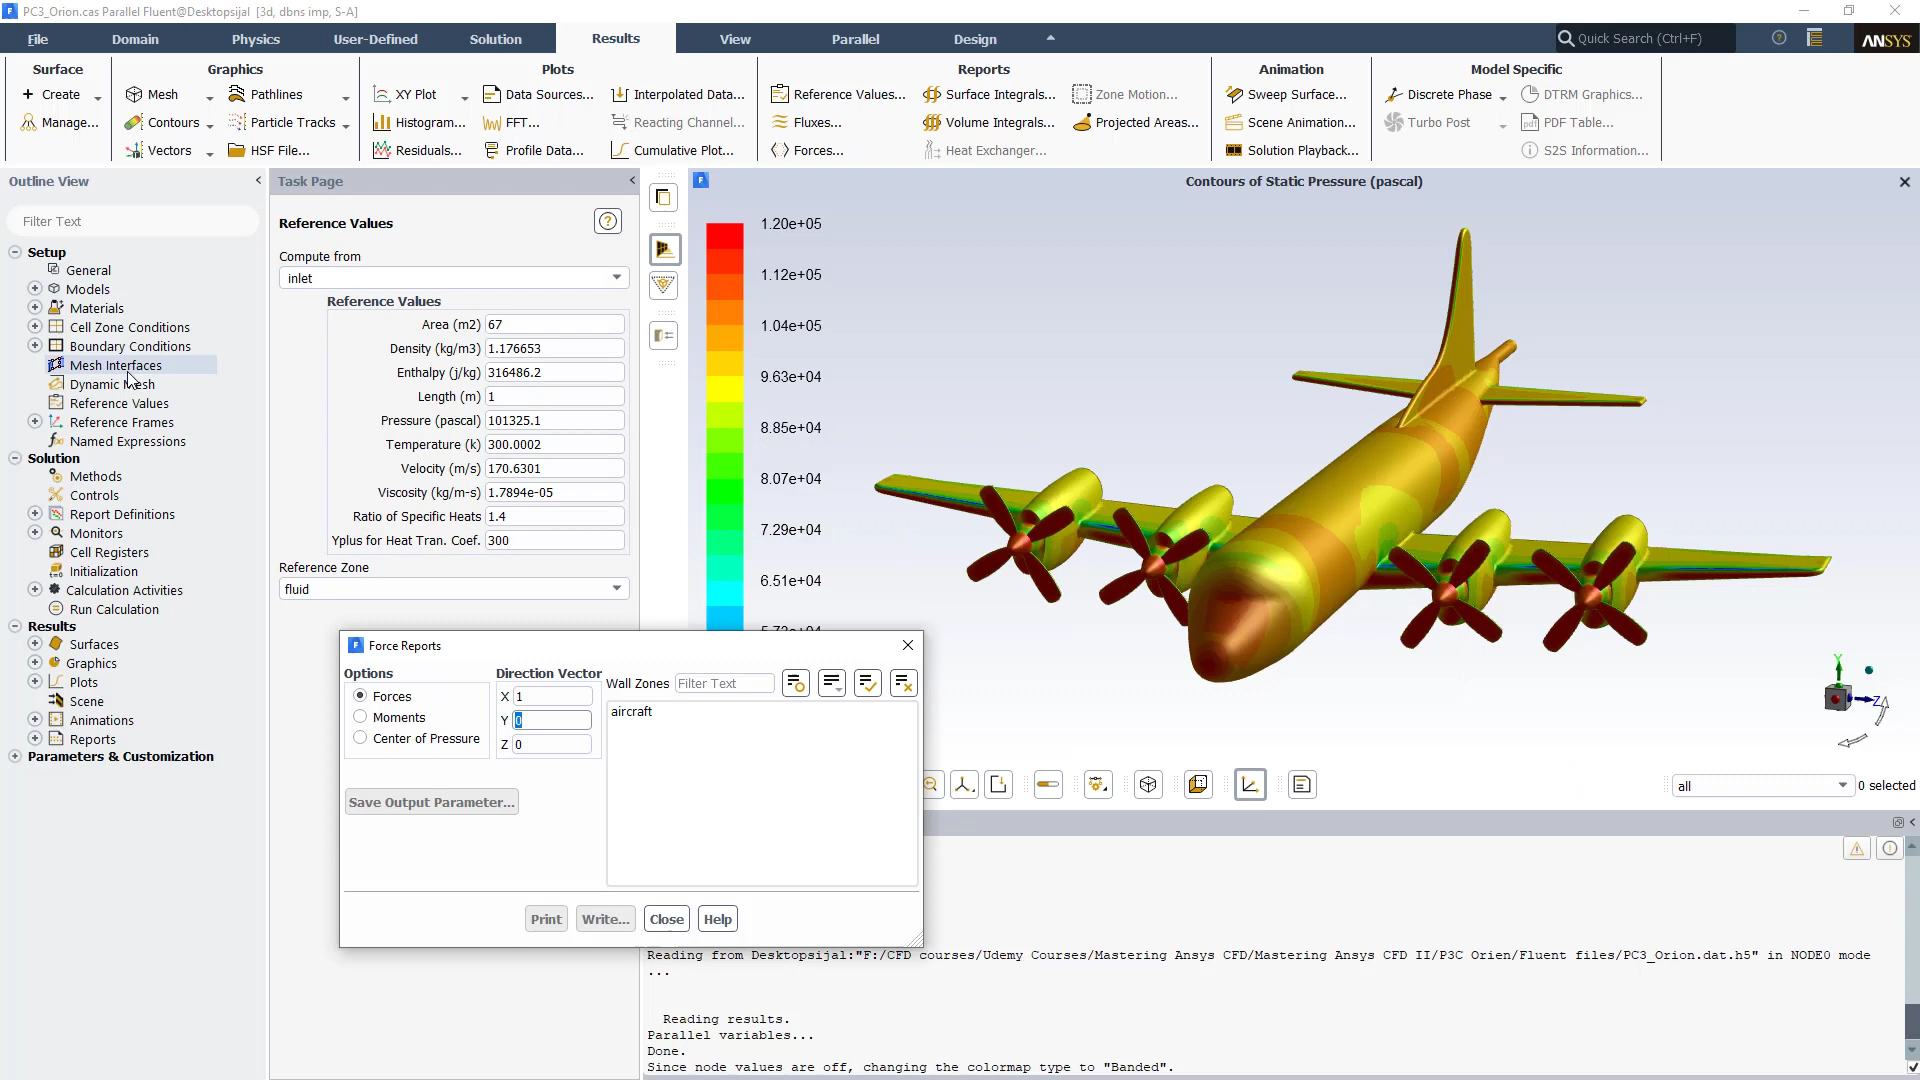 PC3_Orion.cas Parallel Fluent@Desktopsijal [3d, dbns imp, S-A]
File Domain Physics User-Defined Solution Results View Parallel Design Quick Search (Ctrl+F) ANSYS
Surface Graphics Plots Reports Animation Model Specific
Create Mesh Pathlines XY Plot Data Sources... Interpolated Data... Reference Values... Surface Integrals... Zone Motion... Sweep Surface... Discrete Phase DTRM Graphics...
Manage... Contours Particle Tracks Histogram... FFT... Reacting Channel... Fluxes... Volume Integrals... Projected Areas... Scene Animation... Turbo Post PDF Table...
Vectors HSF File... Residuals... Profile Data... Cumulative Plot... Forces... Heat Exchanger... Solution Playback... S2S Information...
Outline View
Filter Text
Setup
General
Models
Materials
Cell Zone Conditions
Boundary Conditions
Mesh Interfaces
Dynamic Mesh
Reference Values
Reference Frames
Named Expressions
Solution
Methods
Controls
Report Definitions
Monitors
Cell Registers
Initialization
Calculation Activities
Run Calculation
Results
Surfaces
Graphics
Plots
Scene
Animations
Reports
Parameters & Customization
Task Page
Reference Values
Compute from
inlet
Reference Values
Area (m2) 67
Density (kg/m3) 1.176653
Enthalpy (j/kg) 316486.2
Length (m) 1
Pressure (pascal) 101325.1
Temperature (k) 300.0002
Velocity (m/s) 170.6301
Viscosity (kg/m-s) 1.7894e-05
Ratio of Specific Heats 1.4
Yplus for Heat Tran. Coef. 300
Reference Zone
fluid
Force Reports
Options
Forces
Moments
Center of Pressure
Save Output Parameter...
Direction Vector
X 1
Y 0
Z 0
Wall Zones Filter Text
aircraft
Print Write... Close Help
Contours of Static Pressure (pascal)
1.20e+05
1.12e+05
1.04e+05
9.63e+04
8.85e+04
8.07e+04
7.29e+04
6.51e+04
Y
Z
all 0 selected
Reading from Desktopsijal:"F:/CFD courses/Udemy Courses/Mastering Ansys CFD/Mastering Ansys CFD II/P3C Orien/Fluent files/PC3_Orion.dat.h5" in NODE0 mode
...
Reading results.
Parallel variables...
Done.
Since node values are off, changing the colormap type to "Banded".